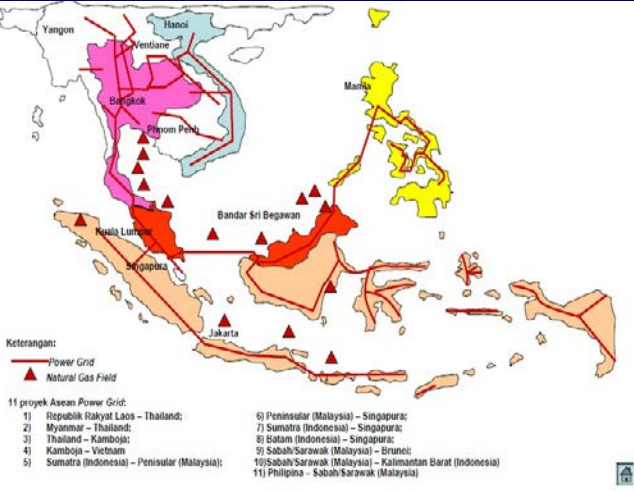 Yangon
Hanoi
Ventiane
Bangkok
Phnom Penh
Manila
Bandar Sri Begawan
Kuala Lumpur
Singapura
Jakarta
Keterangan:
Power Grid
Natural Gas Field
11 proyek Asean Power Grid:
1) Republik Rakyat Laos – Thailand;
2) Myanmar – Thailand;
3) Thailand – Kamboja;
4) Kamboja – Vietnam
5) Sumatra (Indonesia) – Penisular (Malaysia);
6) Peninsular (Malaysia) – Singapura;
7) Sumatra (Indonesia) – Singapura;
8) Batam (Indonesia) – Singapura;
9) Sabah/Sarawak (Malaysia) – Brunei;
10)Sabah/Sarawak (Malaysia) – Kalimantan Barat (Indonesia)
11) Philipina – Sabah/Sarawak (Malaysia)